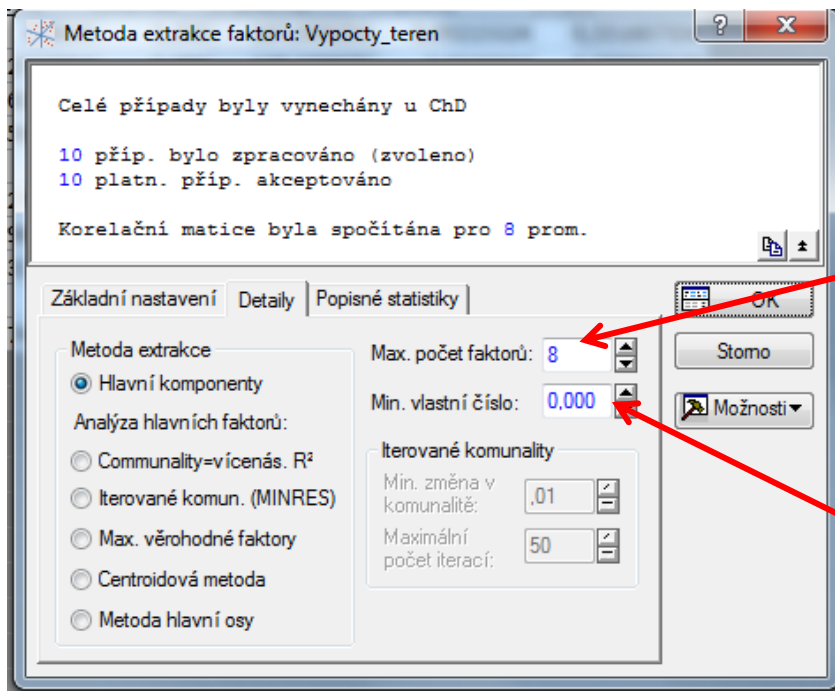 Metoda extrakce faktorů: Vypocty_teren
Celé případy byly vynechány u ChD
10 příp. bylo zpracováno (zvoleno)
10 platn. příp. akceptováno
Korelační matice byla spočítána pro 8 prom.
Základní nastavení Detaily Popisné statistiky
OK
Storno
Možnosti
Metoda extrakce
Hlavní komponenty
Analýza hlavních faktorů:
Communality=vícenás. R²
Iterované komun. (MINRES)
Max. věrohodné faktory
Centroidová metoda
Metoda hlavní osy
Max. počet faktorů: 8
Min. vlastní číslo: 0,000
Iterované komunality
Min. změna v
komunalitě: ,01
Maximální
počet iterací: 50